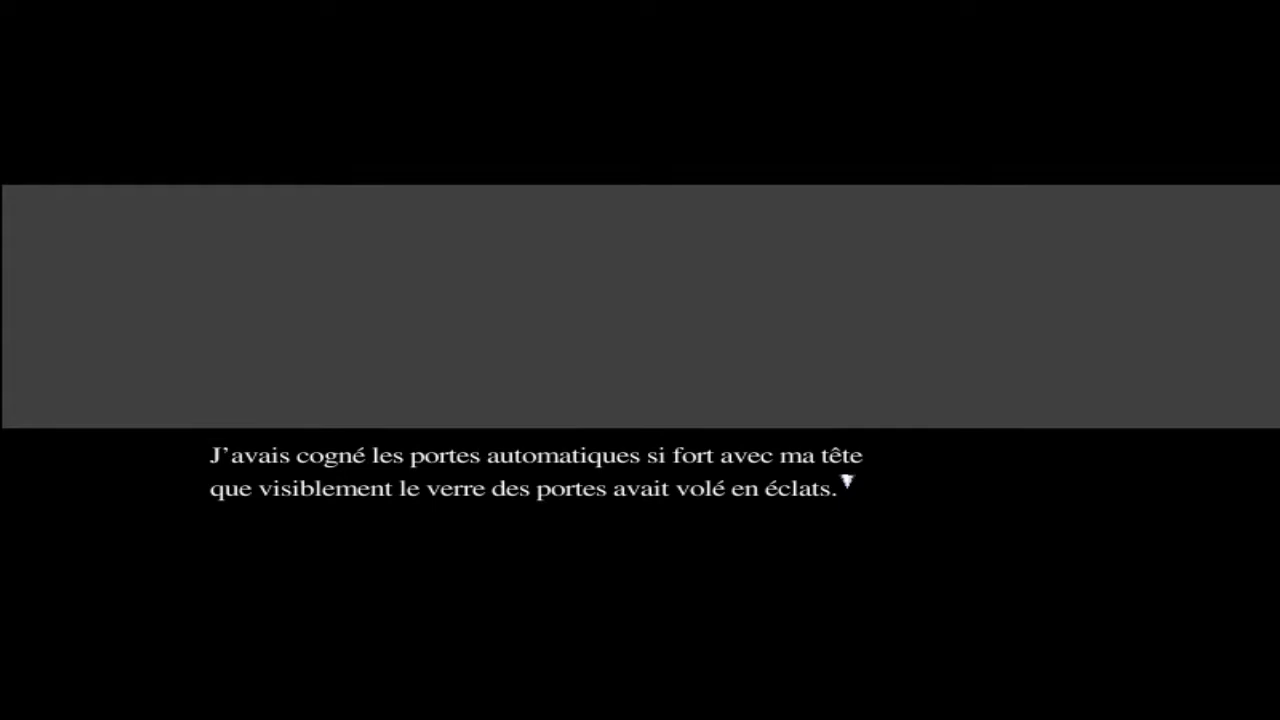 J’avais cogné les portes automatiques si fort avec ma tête
que visiblement le verre des portes avait volé en éclats.